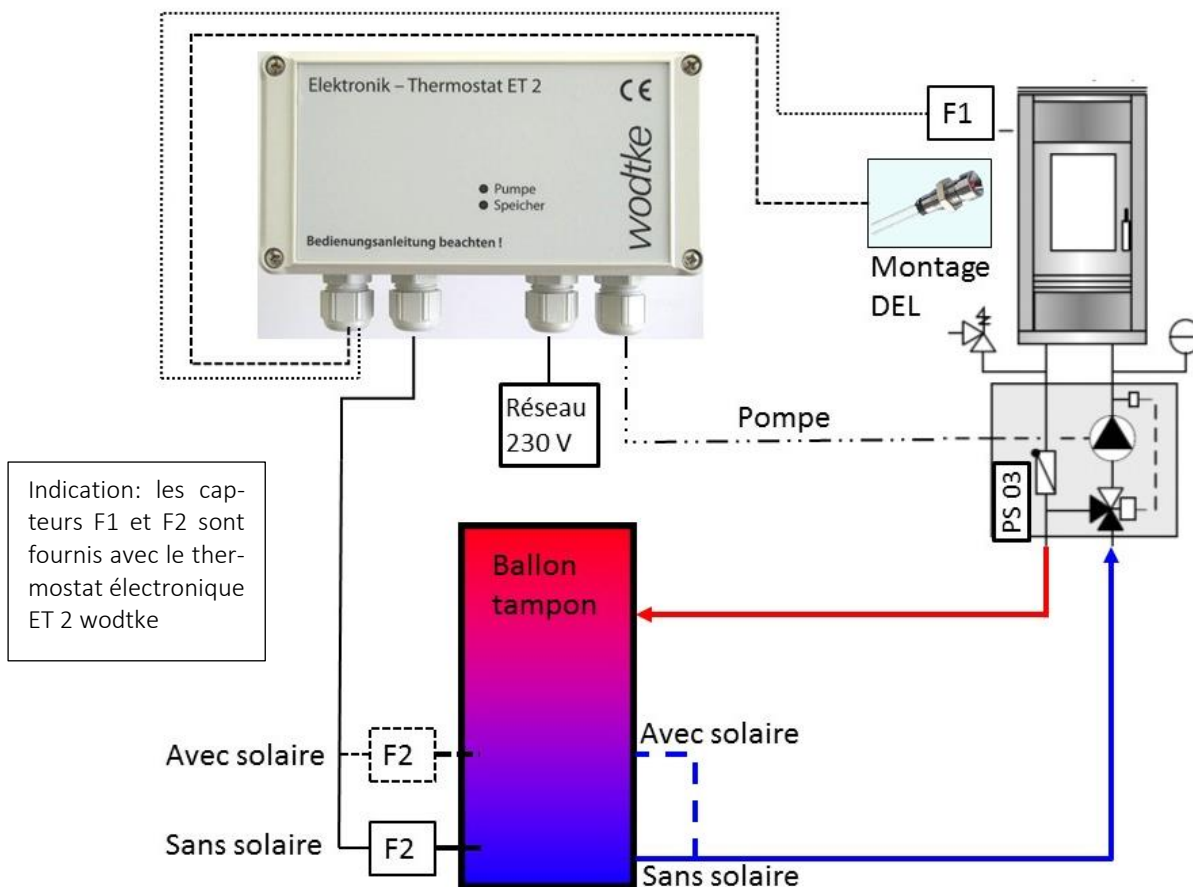 Elektronik – Thermostat ET 2
CE
wodtke
Pumpe
Speicher
Bedienungsanleitung beachten !
F1
Montage
DEL
Réseau
230 V
Pompe
PS 03
Indication: les cap-
teurs F1 et F2 sont
fournis avec le ther-
mostat électronique
ET 2 wodtke
Ballon
tampon
Avec solaire
F2
Avec solaire
Sans solaire
F2
Sans solaire